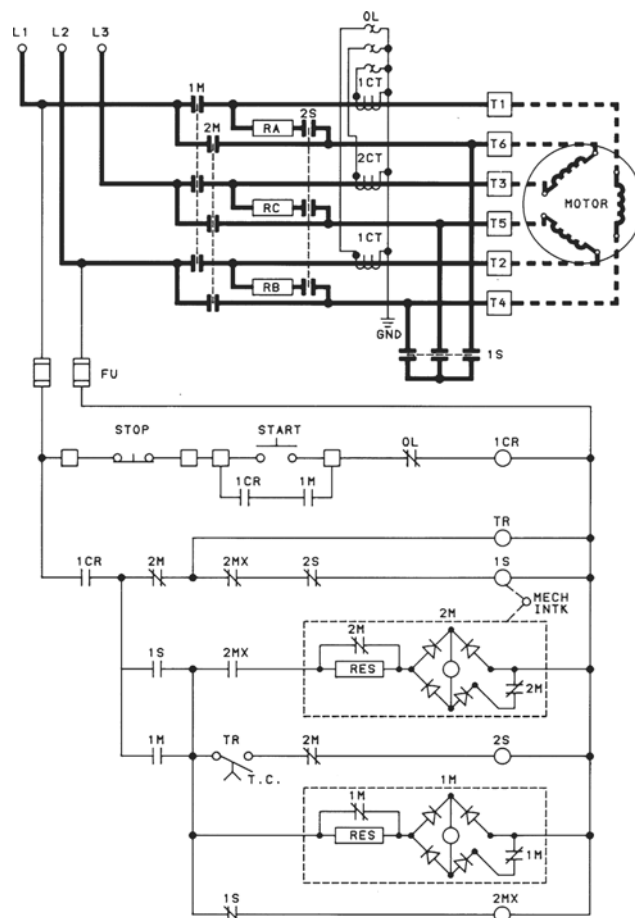 OL
L1 L2 L3
1M 1CT T1
2M RA 2S T6
2CT T3
RC T5 MOTOR
1CT T2
RB T4
GND
1S
FU
STOP START OL 1CR
1CR 1M
TR
1CR 2M 2MX 2S 1S
MECH
INTK
2M
1S 2MX 2M
RES 2M
1M TR 2M 2S
T.C.
1M
1M
RES 1M
1S 2MX